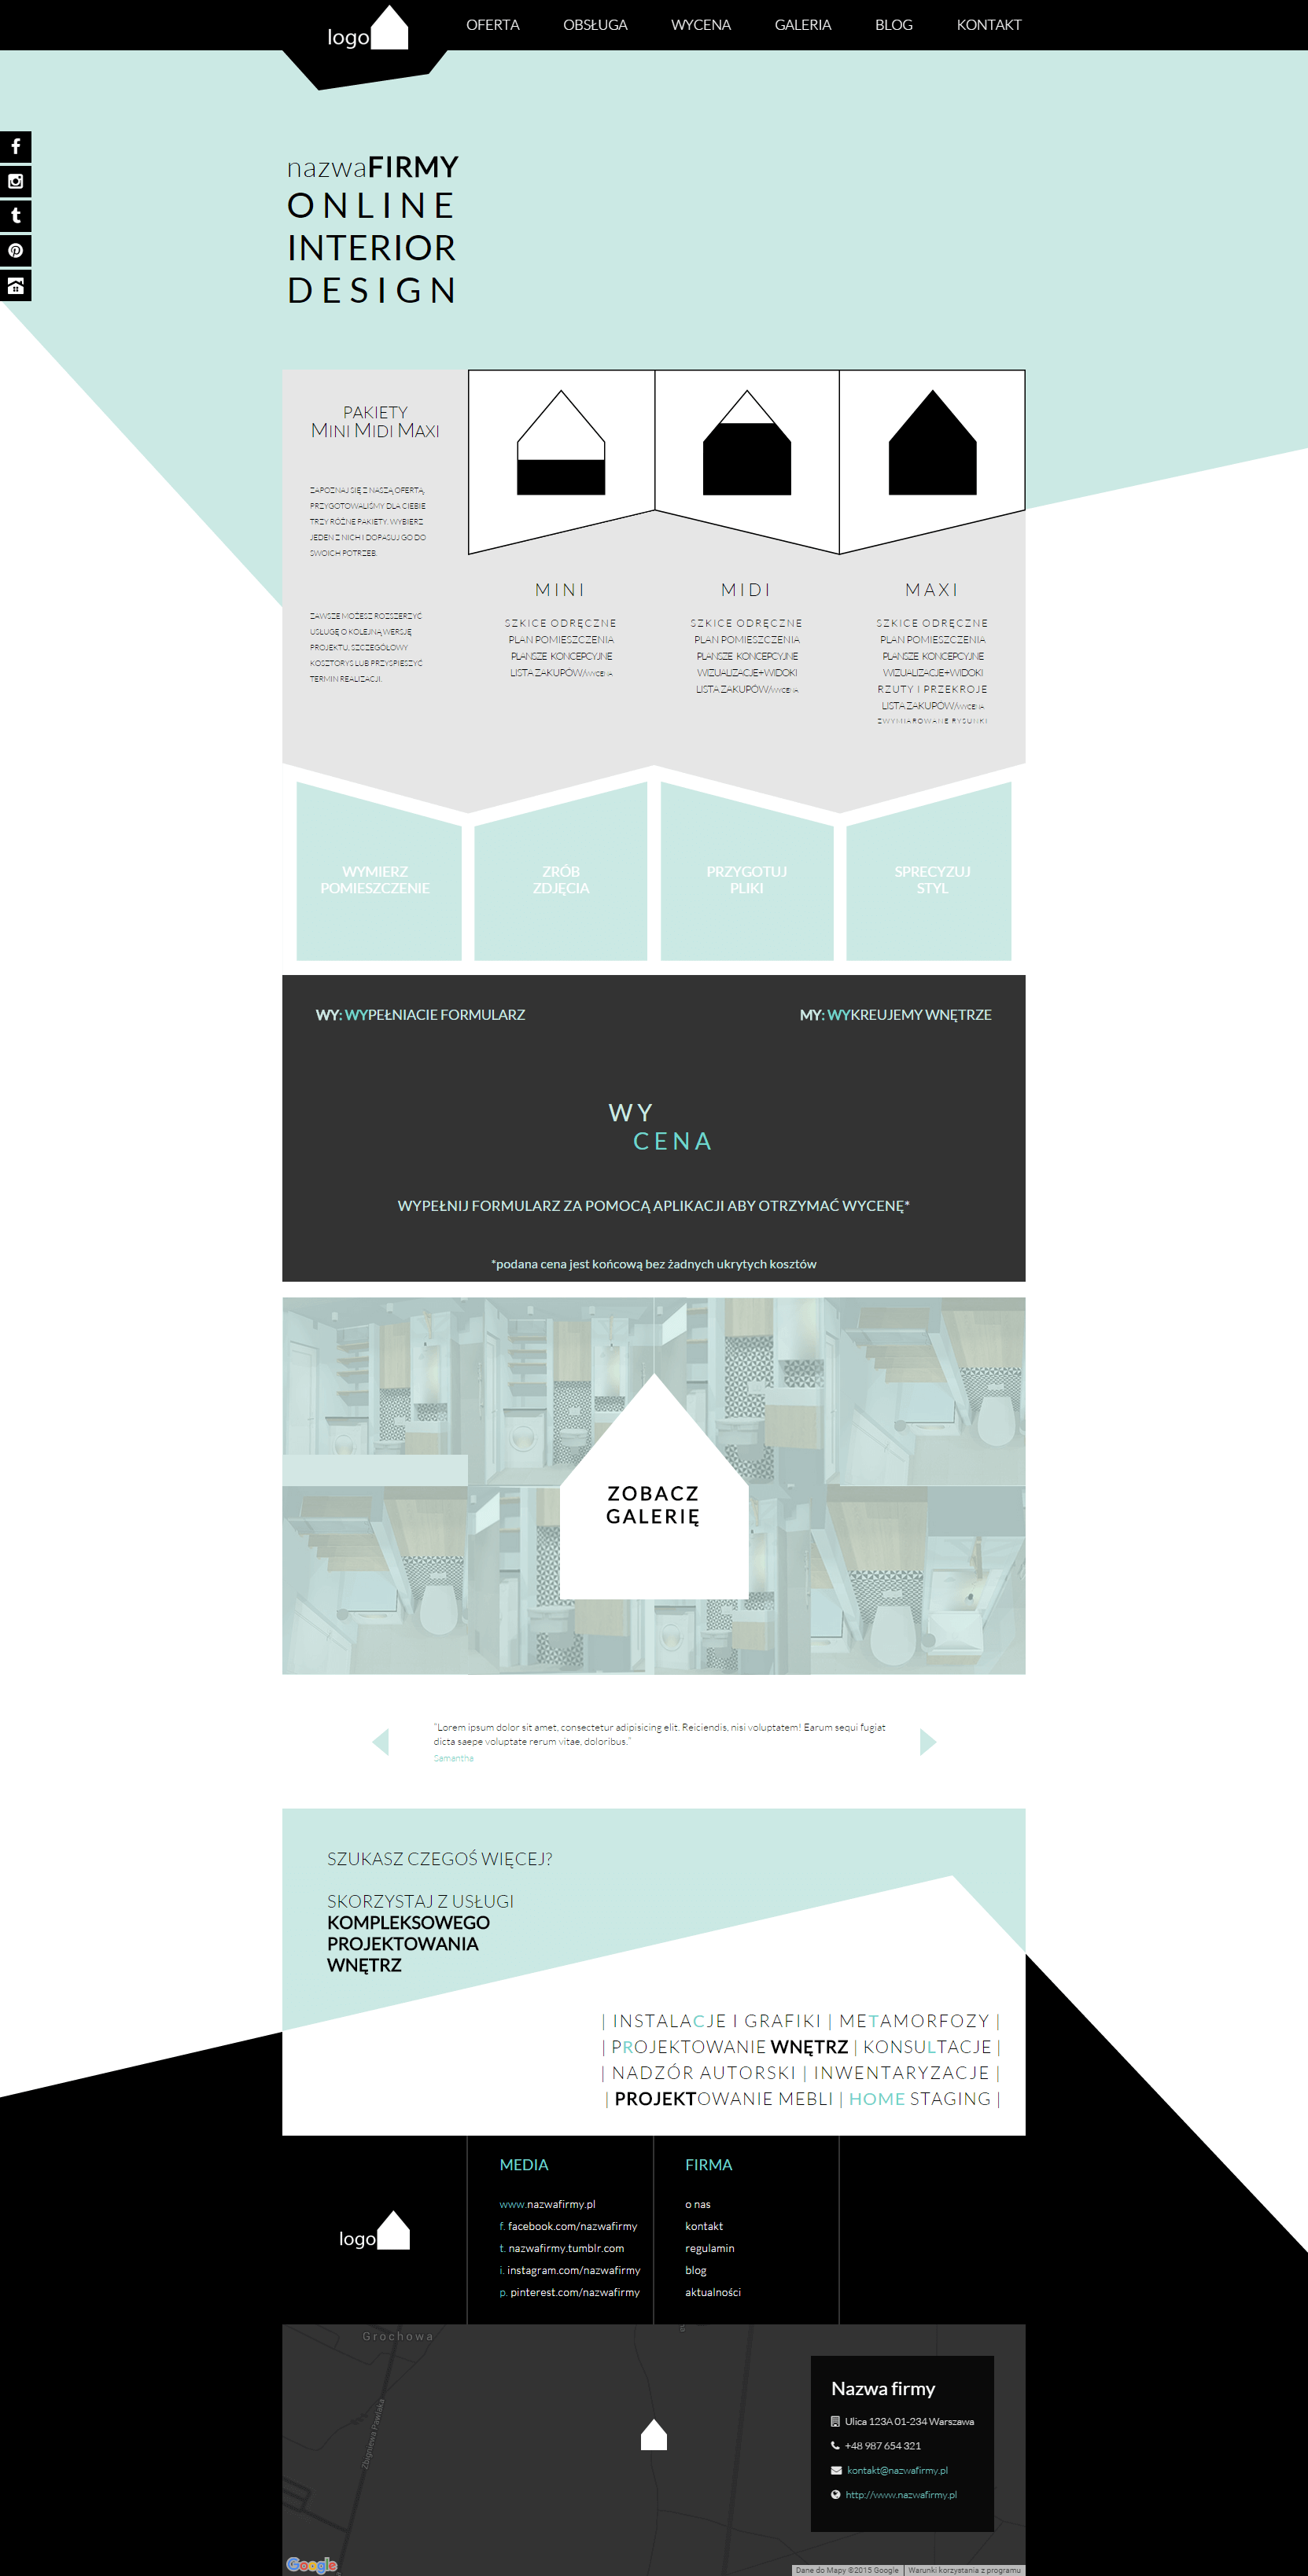 logo
OFERTA OBSŁUGA WYCENA GALERIA BLOG KONTAKT
nazwaFIRMY
ONLINE
INTERIOR
DESIGN
PAKIETY
MINI MIDI MAXI
ZAPOZNAJ SIĘ Z NASZĄ OFERTĄ.
PRZYGOTOWALIŚMY DLA CIEBIE
TRZY RÓŻNE PAKIETY. WYBIERZ
JEDEN Z NICH I DOPASUJ GO DO
SWOICH POTRZEB.
ZAWSZE MOŻESZ ROZSZERZYĆ
USŁUGĘ O KOLEJNĄ WERSJĘ
PROJEKTU, SZCZEGÓŁOWY
KOSZTORYS LUB PRZYSPIESZYĆ
TERMIN REALIZACJI.
MINI
SZKICE ODRĘCZNE
PLAN POMIESZCZENIA
PLANSZE KONCEPCYJNE
LISTA ZAKUPÓW/WYCENA
MIDI
SZKICE ODRĘCZNE
PLAN POMIESZCZENIA
PLANSZE KONCEPCYJNE
WIZUALIZACJE+WIDOKI
LISTA ZAKUPÓW/WYCENA
MAXI
SZKICE ODRĘCZNE
PLAN POMIESZCZENIA
PLANSZE KONCEPCYJNE
WIZUALIZACJE+WIDOKI
RZUTY I PRZEKROJE
LISTA ZAKUPÓW/WYCENA
ZWYMIAROWANE RYSUNKI
WYMIERZ
POMIESZCZENIE
ZRÓB
ZDJĘCIA
PRZYGOTUJ
PLIKI
SPRECYZUJ
STYL
WY: WYPEŁNIACIE FORMULARZ
MY: WYKREUJEMY WNĘTRZE
WY
CENA
WYPEŁNIJ FORMULARZ ZA POMOCĄ APLIKACJI ABY OTRZYMAĆ WYCENĘ*
*podana cena jest końcową bez żadnych ukrytych kosztów
ZOBACZ
GALERIĘ
"Lorem ipsum dolor sit amet, consectetur adipisicing elit. Reiciendis, nisi voluptatem! Earum sequi fugiat
dicta saepe voluptate rerum vitae, doloribus."
Samantha
SZUKASZ CZEGOŚ WIĘCEJ?
SKORZYSTAJ Z USŁUGI
KOMPLEKSOWEGO
PROJEKTOWANIA
WNĘTRZ
| INSTALACJE I GRAFIKI | METAMORFOZY |
| PROJEKTOWANIE WNĘTRZ | KONSULTACJE |
| NADZÓR AUTORSKI | INWENTARYZACJE |
| PROJEKTOWANIE MEBLI | HOME STAGING |
logo
MEDIA
www.nazwafirmy.pl
f. facebook.com/nazwafirmy
t. nazwafirmy.tumblr.com
i. instagram.com/nazwafirmy
p. pinterest.com/nazwafirmy
FIRMA
o nas
kontakt
regulamin
blog
aktualności
Grochowa
Zbigniewa Pawlaka
Nazwa firmy
Ulica 123A 01-234 Warszawa
+48 987 654 321
kontakt@nazwafirmy.pl
http://www.nazwafirmy.pl
Google
Dane do Mapy ©2015 Google
Warunki korzystania z programu